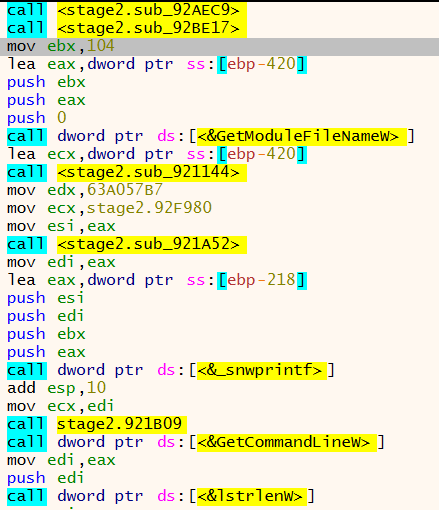 call <stage2.sub_92AEC9>
call <stage2.sub_92BE17>
mov ebx,104
lea eax,dword ptr ss:[ebp-420]
push ebx
push eax
push 0
call dword ptr ds:[<&GetModuleFileNameW>]
lea ecx,dword ptr ss:[ebp-420]
call <stage2.sub_921144>
mov edx,63A057B7
mov ecx,stage2.92F980
mov esi,eax
call <stage2.sub_921A52>
mov edi,eax
lea eax,dword ptr ss:[ebp-218]
push esi
push edi
push ebx
push eax
call dword ptr ds:[<&_snwprintf>]
add esp,10
mov ecx,edi
call stage2.921B09
call dword ptr ds:[<&GetCommandLineW>]
mov edi,eax
push edi
call dword ptr ds:[<&lstrlenW>]